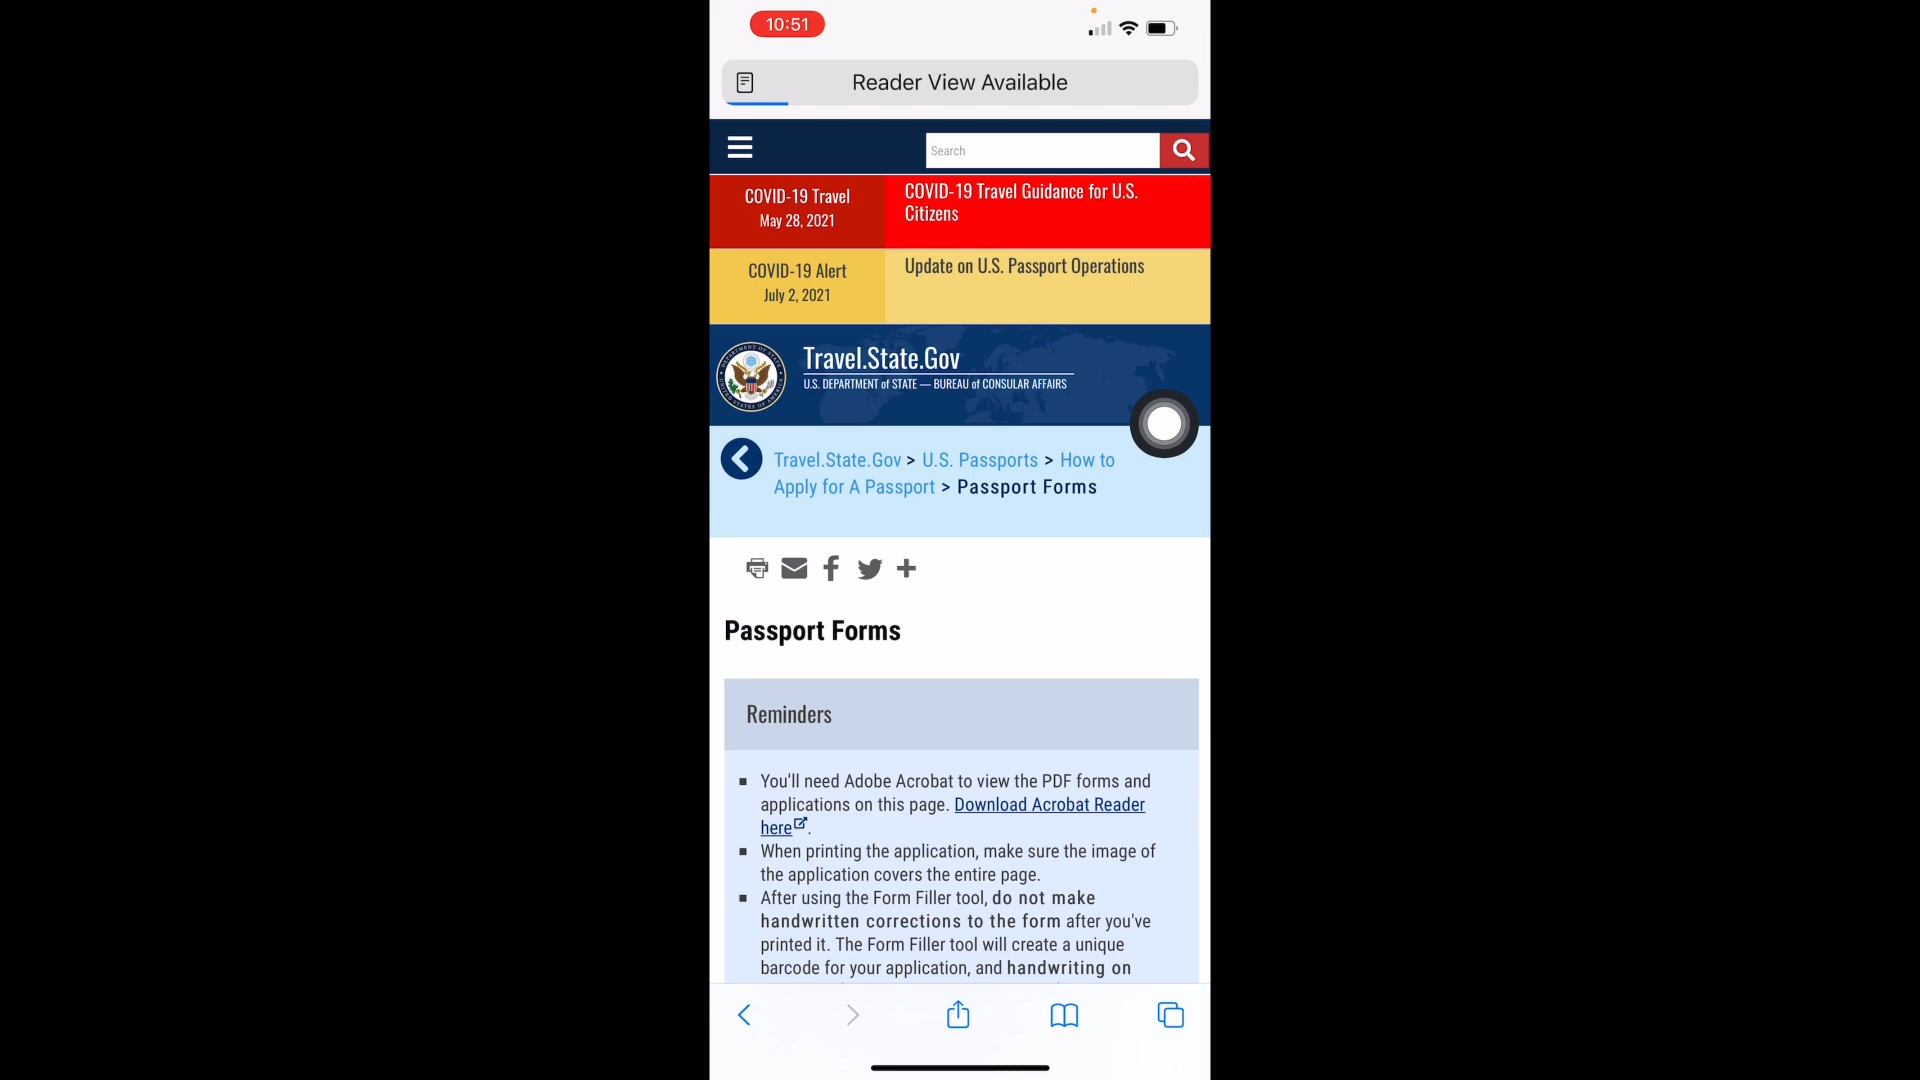 10:51
Reader View Available
Search
COVID-19 Travel
May 28, 2021
COVID-19 Travel Guidance for U.S.
Citizens
COVID-19 Alert
July 2, 2021
Update on U.S. Passport Operations
Travel.State.Gov
U.S. DEPARTMENT of STATE — BUREAU of CONSULAR AFFAIRS
Travel.State.Gov > U.S. Passports > How to
Apply for A Passport > Passport Forms
Passport Forms
Reminders
You'll need Adobe Acrobat to view the PDF forms and
applications on this page. Download Acrobat Reader
here.
When printing the application, make sure the image of
the application covers the entire page.
After using the Form Filler tool, do not make
handwritten corrections to the form after you've
printed it. The Form Filler tool will create a unique
barcode for your application, and handwriting on